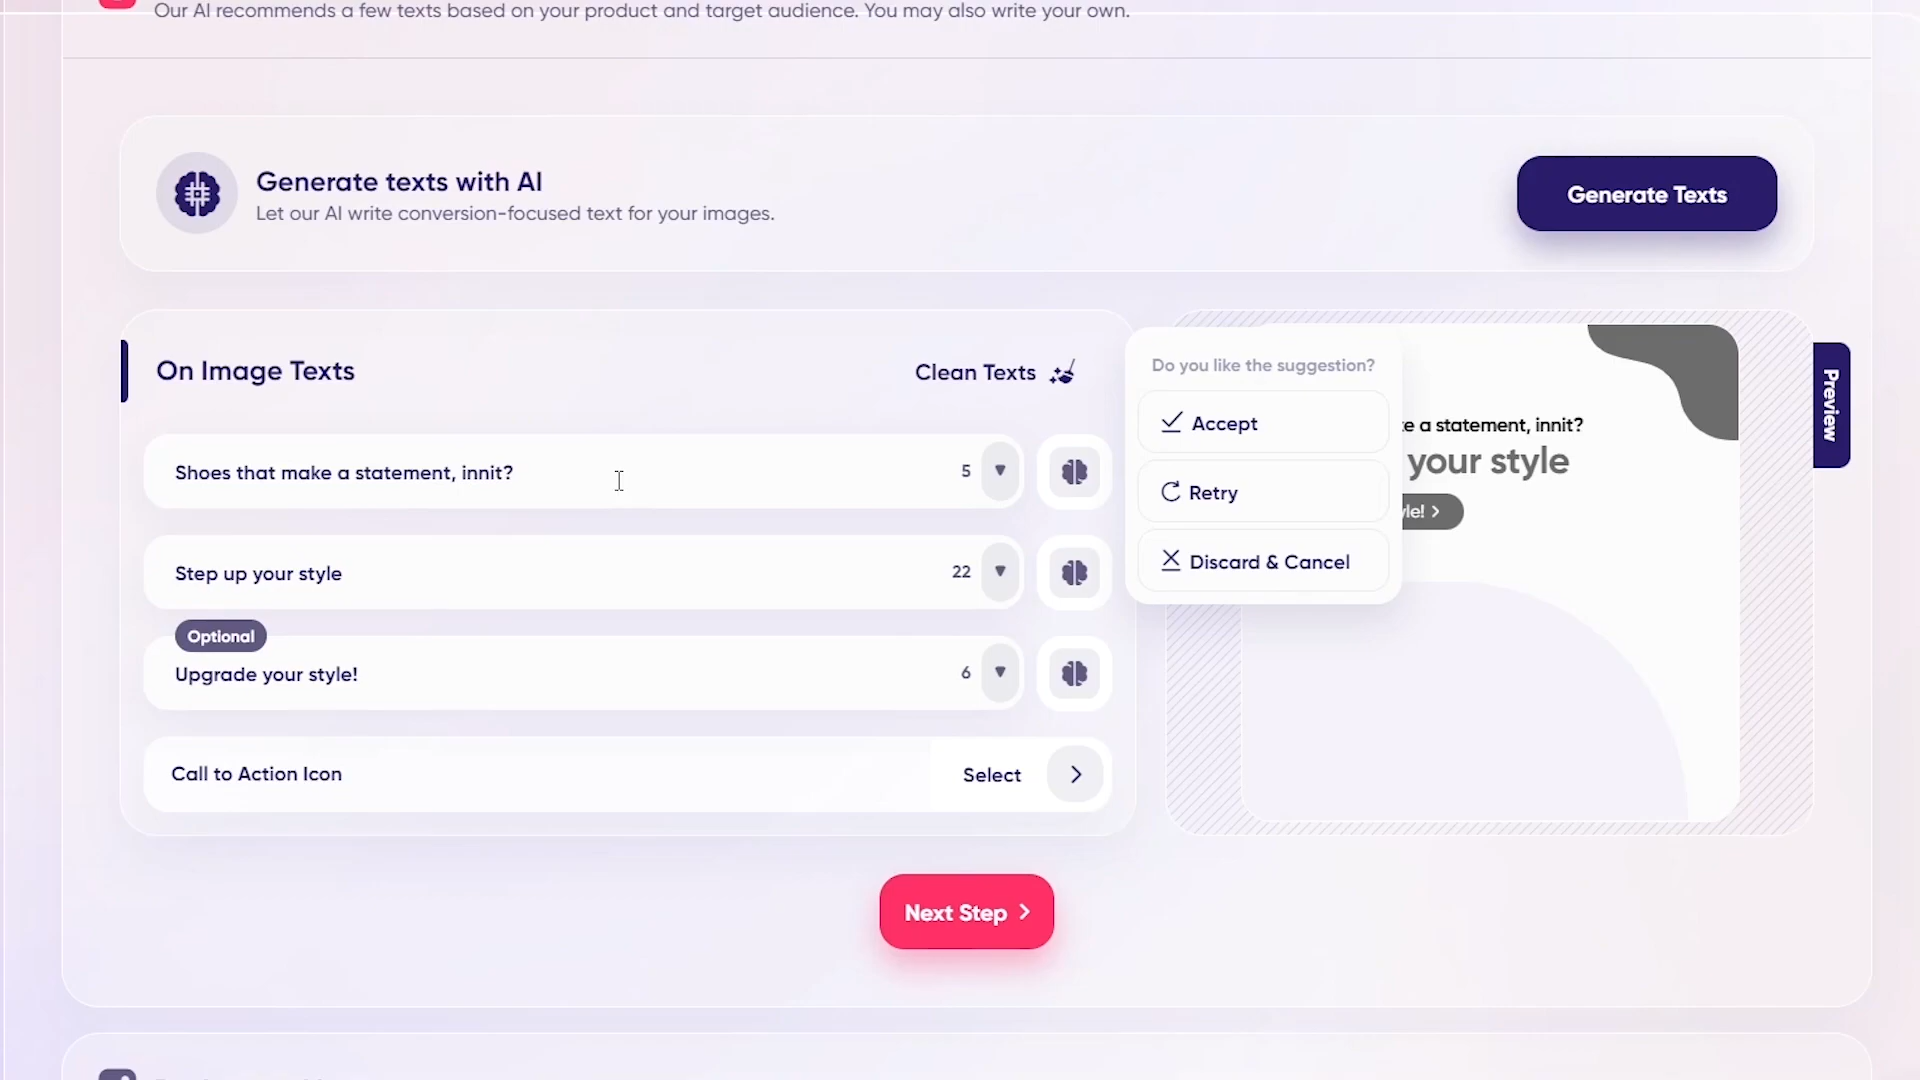 Our AI recommends a few texts based on your product and target audience. You may also write your own.
Generate texts with AI
Let our AI write conversion-focused text for your images.
Generate Texts
On Image Texts
Clean Texts
Shoes that make a statement, innit?
5
Step up your style
22
Optional
Upgrade your style!
6
Call to Action Icon
Select
Do you like the suggestion?
Accept
Retry
Discard & Cancel
e a statement, innit?
your style
le!
Preview
Next Step